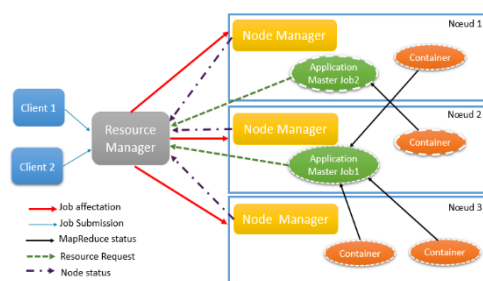 Nœud 1
Node Manager
Application
Master Job2
Container
Client 1
Client 2
Resource
Manager
Nœud 2
Node Manager
Application
Master Job1
Container
Nœud 3
Node Manager
Container
Container
Job affectation
Job Submission
MapReduce status
Resource Request
Node status